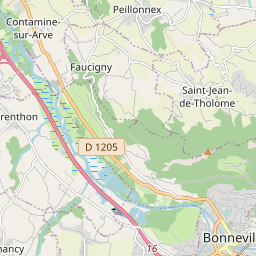 Peillonnex
Contamine-
sur-Arve
Faucigny
Saint-Jean-
de-Tholome
renthon
D 1205
Bonnevil
16
nancy